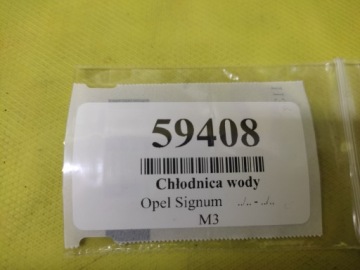 59408
Chłodnica wody
Opel Signum ../.. - ../..
M3